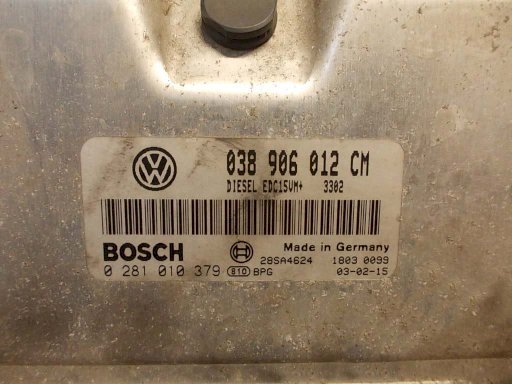 038 906 012 CM
DIESEL EDC15VM+ 3302
BOSCH
Made in Germany
28SA4624 1803 0099
0 281 010 379 810 BPG 03-02-15